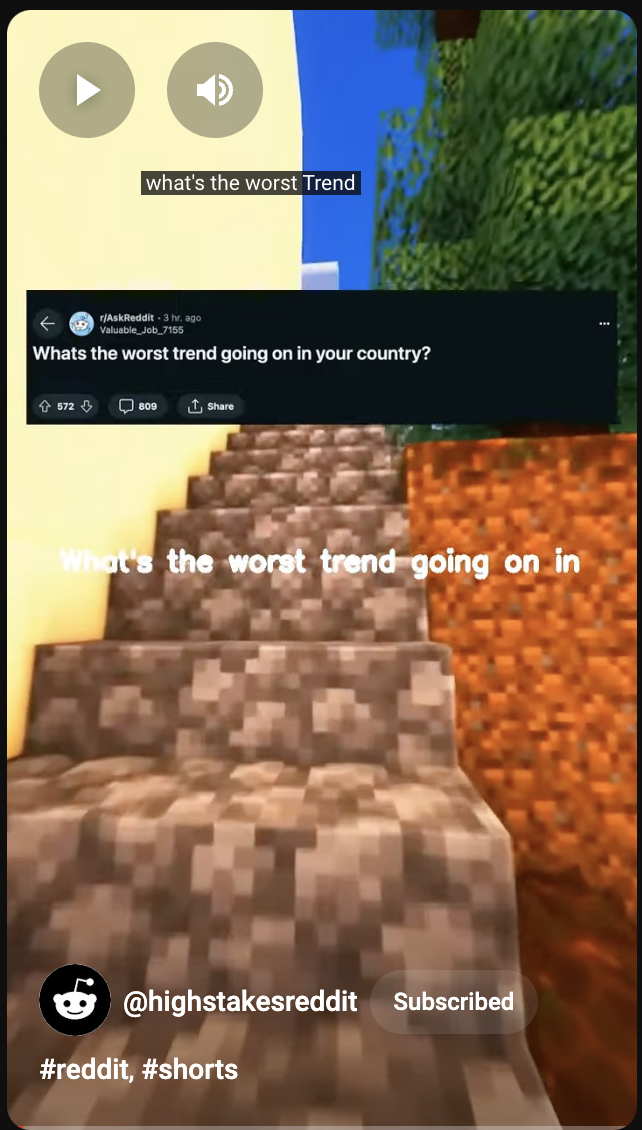 what's the worst Trend
r/AskReddit • 3 hr. ago
Valuable_Job_7155
Whats the worst trend going on in your country?
572 809 Share
What's the worst trend going on in
@highstakesreddit Subscribed
#reddit, #shorts